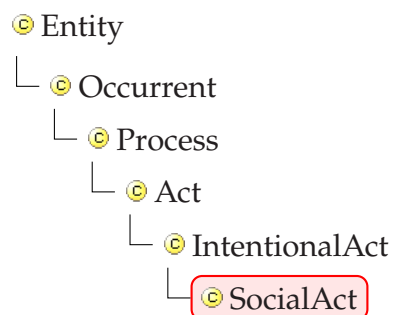 © Entity
© Occurrent
© Process
© Act
© IntentionalAct
© SocialAct